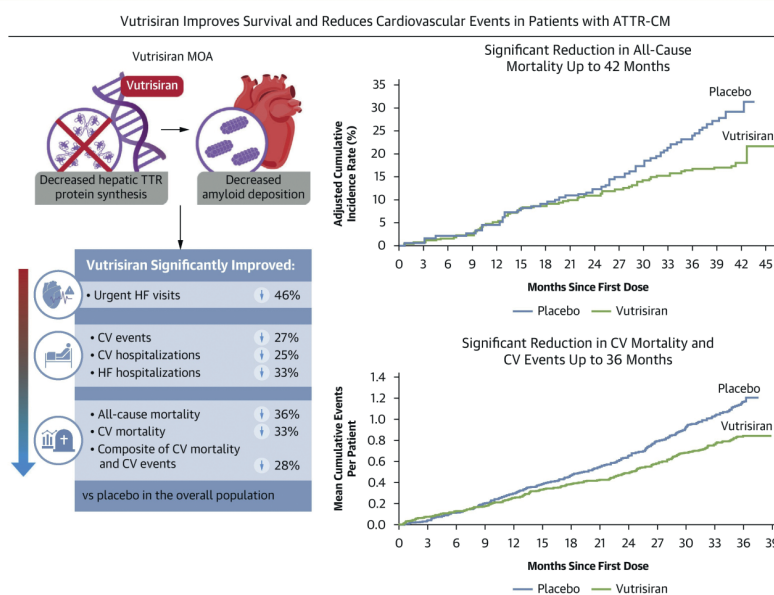 Vutrisiran Improves Survival and Reduces Cardiovascular Events in Patients with ATTR-CM
Vutrisiran MOA
Vutrisiran
Decreased hepatic TTR
protein synthesis
Decreased
amyloid deposition
Vutrisiran Significantly Improved:
• Urgent HF visits 46%
• CV events 27%
• CV hospitalizations 25%
• HF hospitalizations 33%
• All-cause mortality 36%
• CV mortality 33%
• Composite of CV mortality
and CV events 28%
vs placebo in the overall population
Significant Reduction in All-Cause
Mortality Up to 42 Months
Adjusted Cumulative
Incidence Rate (%)
35
30
25
20
15
10
5
0
Placebo
Vutrisiran
0 3 6 9 12 15 18 21 24 27 30 33 36 39 42 45
Months Since First Dose
Placebo Vutrisiran
Significant Reduction in CV Mortality and
CV Events Up to 36 Months
Mean Cumulative Events
Per Patient
1.4
1.2
1.0
0.8
0.6
0.4
0.2
0.0
Placebo
Vutrisiran
0 3 6 9 12 15 18 21 24 27 30 33 36 39
Months Since First Dose
Placebo Vutrisiran